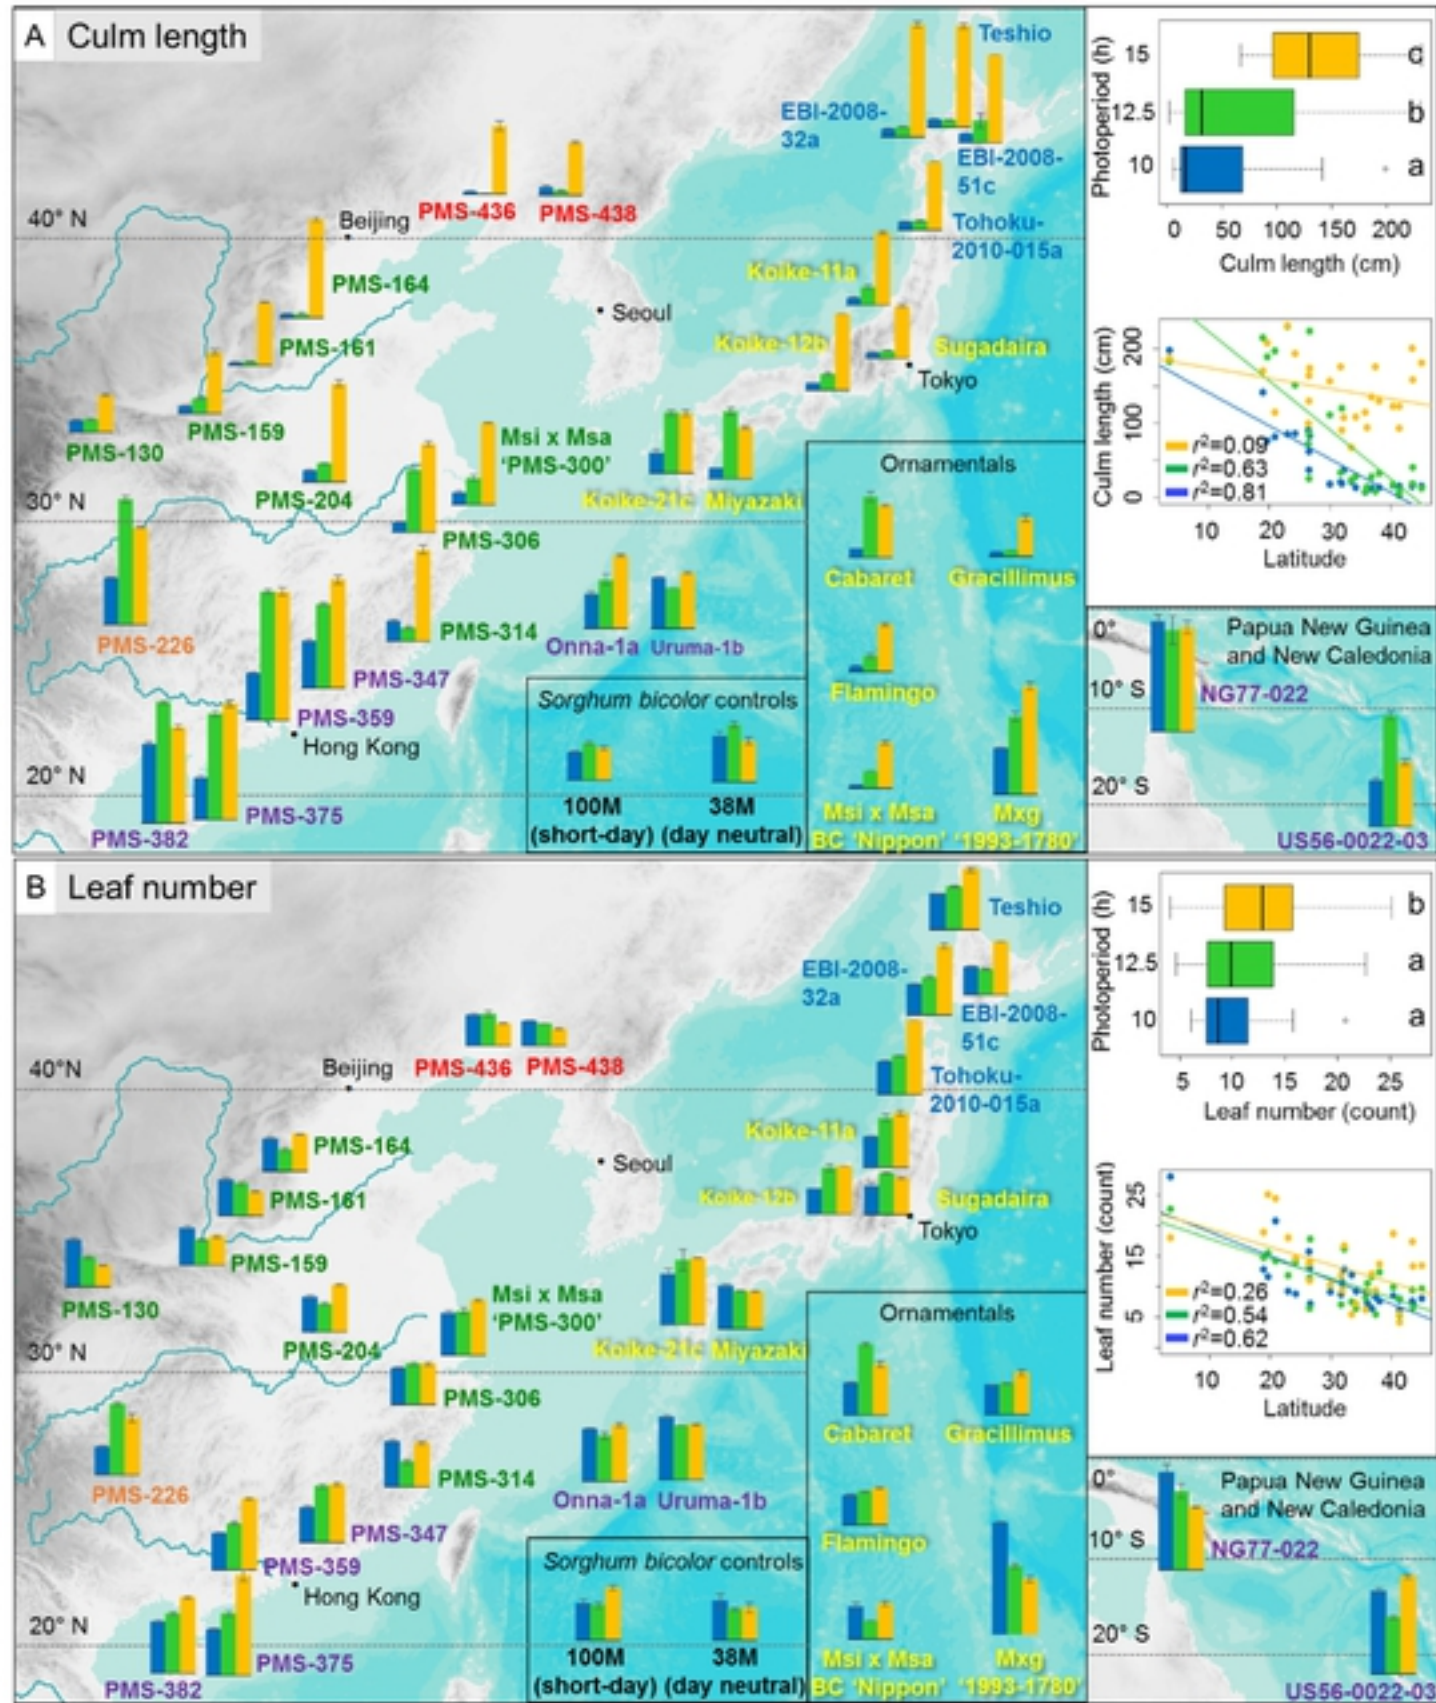 A Culm length
Teshio
EBI-2008-
32a
EBI-2008-
51c
PMS-436
PMS-438
Tohoku-
2010-015a
40° N
Beijing
PMS-164
Koike-11a
Seoul
PMS-161
Koike-12b
Sugadaira
Tokyo
PMS-130
PMS-159
Msi x Msa
'PMS-300'
PMS-204
30° N
Koike-21c Miyazaki
PMS-306
PMS-226
PMS-314
Onna-1a
Uruma-1b
PMS-347
PMS-359
Hong Kong
20° N
PMS-375
PMS-382
Sorghum bicolor controls
100M
38M
(short-day) (day neutral)
Ornamentals
Cabaret
Gracillimus
Flamingo
Msi x Msa
BC 'Nippon'
Mxg
'1993-1780'
Photoperiod (h)
15
12.5
10
c
b
a
0 50 100 150 200
Culm length (cm)
Culm length (cm)
200
100
0
r²=0.09
r²=0.63
r²=0.81
10 20 30 40
Latitude
0°
Papua New Guinea
and New Caledonia
10° S
NG77-022
20° S
US56-0022-03
B Leaf number
Teshio
EBI-2008-
32a
EBI-2008-
51c
PMS-436
PMS-438
Tohoku-
2010-015a
40°N
Beijing
PMS-164
Koike-11a
Seoul
PMS-161
Koike-12b
Sugadaira
Tokyo
PMS-159
PMS-130
Msi x Msa
'PMS-300'
PMS-204
30° N
Koike-21c Miyazaki
PMS-306
PMS-226
PMS-314
Onna-1a
Uruma-1b
PMS-347
PMS-359
Hong Kong
20° N
PMS-375
PMS-382
Sorghum bicolor controls
100M
38M
(short-day) (day neutral)
Ornamentals
Cabaret
Gracillimus
Flamingo
Msi x Msa
BC 'Nippon'
Mxg
'1993-1780'
Photoperiod (h)
15
12.5
10
b
a
a
5 10 15 20 25
Leaf number (count)
Leaf number (count)
25
15
5
r²=0.26
r²=0.54
r²=0.62
10 20 30 40
Latitude
0°
Papua New Guinea
and New Caledonia
10° S
NG77-022
20° S
US56-0022-03